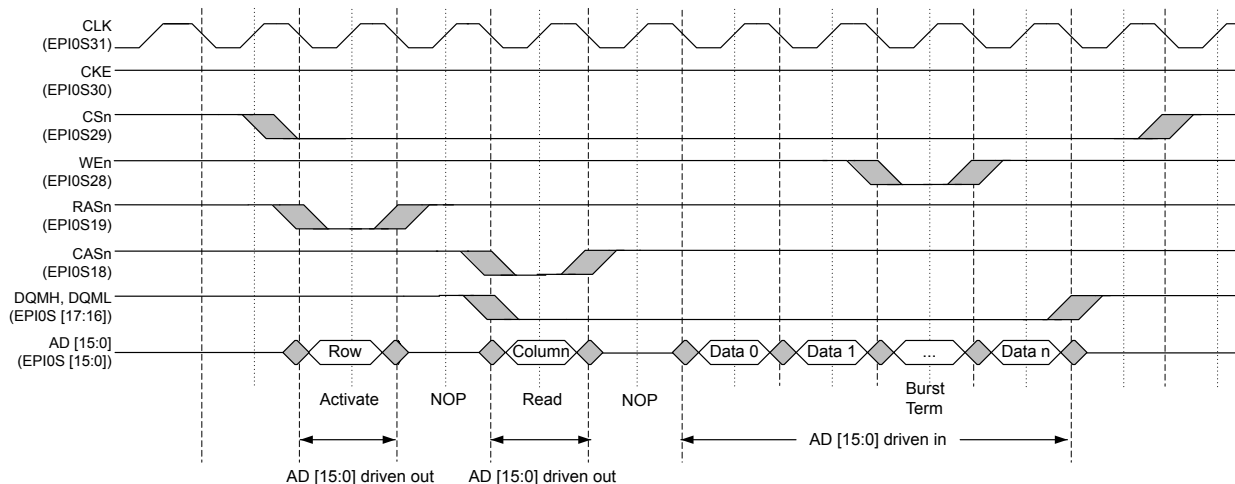 CLK
(EPI0S31)
CKE
(EPI0S30)
CSn
(EPI0S29)
WEn
(EPI0S28)
RASn
(EPI0S19)
CASn
(EPI0S18)
DQMH, DQML
(EPI0S [17:16])
AD [15:0]
(EPI0S [15:0])
Row
Column
Data 0
Data 1
...
Data n
Activate
NOP
Read
NOP
Burst
Term
AD [15:0] driven in
AD [15:0] driven out
AD [15:0] driven out